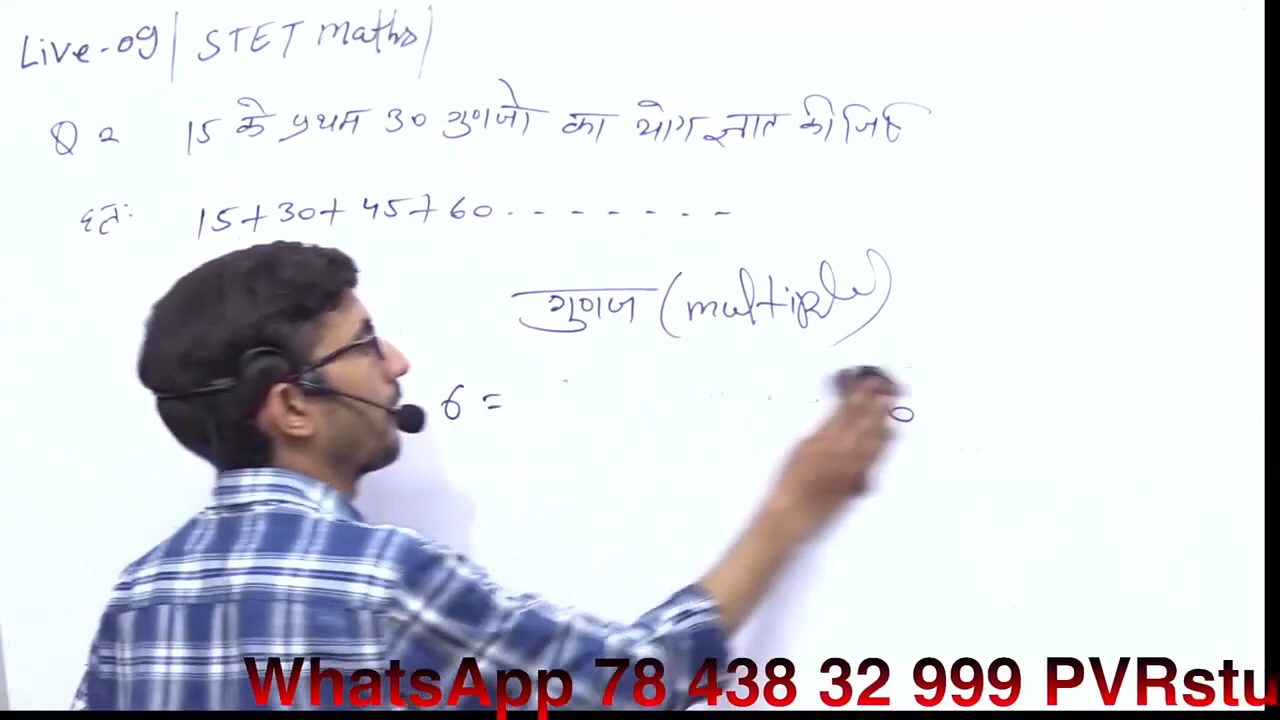 Live-09 | STET Maths |
Q 2 15 के प्रथम 30 गुणजो का योग ज्ञात कीजिए
हल: 15+30+45+60........
गुणज (multiple)
6 =
WhatsApp 78 438 32 999 PVRstu